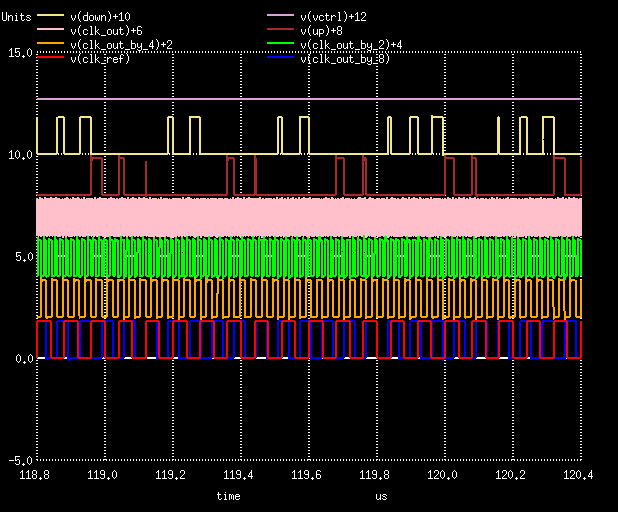 Units v(down)+10 v(vctrl)+12
v(clk_out)+6 v(up)+8
v(clk_out_by_4)+2 v(clk_out_by_2)+4
15.0
v(clk_ref) v(clk_out_by_8)
10.0
5.0
0.0
-5.0
118.8 119.0 119.2 119.4 119.6 119.8 120.0 120.2 120.4
time us